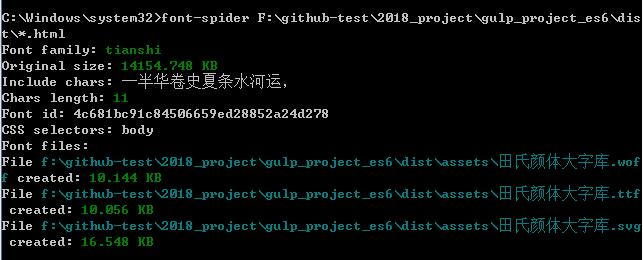 C:\Windows\system32>font-spider F:\github-test\2018_project\gulp_project_es6\dis
t\*.html
Font family: tianshi
Original size: 14154.748 KB
Include chars: 一半华卷史夏条水河运，
Chars length: 11
Font id: 4c681bc91c84506659ed28852a24d278
CSS selectors: body
Font files:
File f:\github-test\2018_project\gulp_project_es6\dist\assets\田氏颜体大字库.wof
f created: 10.144 KB
File f:\github-test\2018_project\gulp_project_es6\dist\assets\田氏颜体大字库.ttf
 created: 10.056 KB
File f:\github-test\2018_project\gulp_project_es6\dist\assets\田氏颜体大字库.svg
 created: 16.548 KB